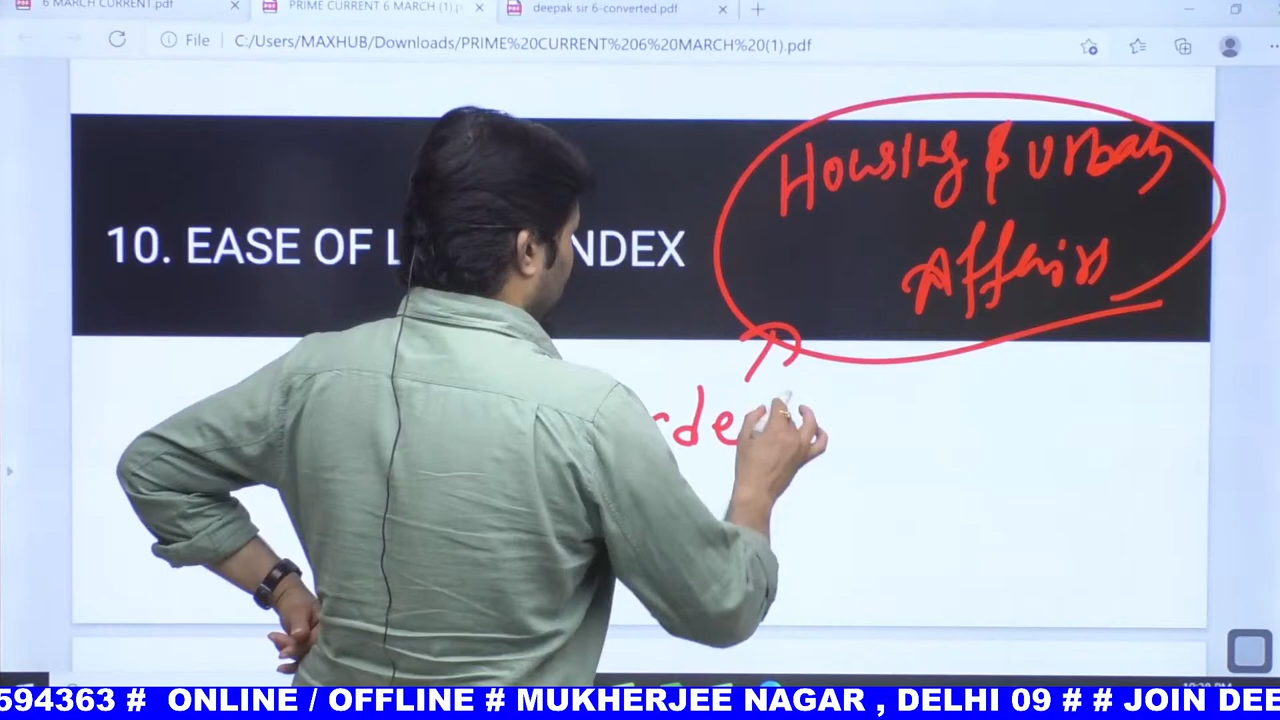 6 MARCH CURRENT.pdf
PRIME CURRENT 6 MARCH (1).p
deepak sir 6-converted.pdf
File C:/Users/MAXHUB/Downloads/PRIME%20CURRENT%206%20MARCH%20(1).pdf
Housing & Urban
10. EASE OF L NDEX
Affairs
rde
594363 # ONLINE / OFFLINE # MUKHERJEE NAGAR , DELHI 09 # # JOIN DEE